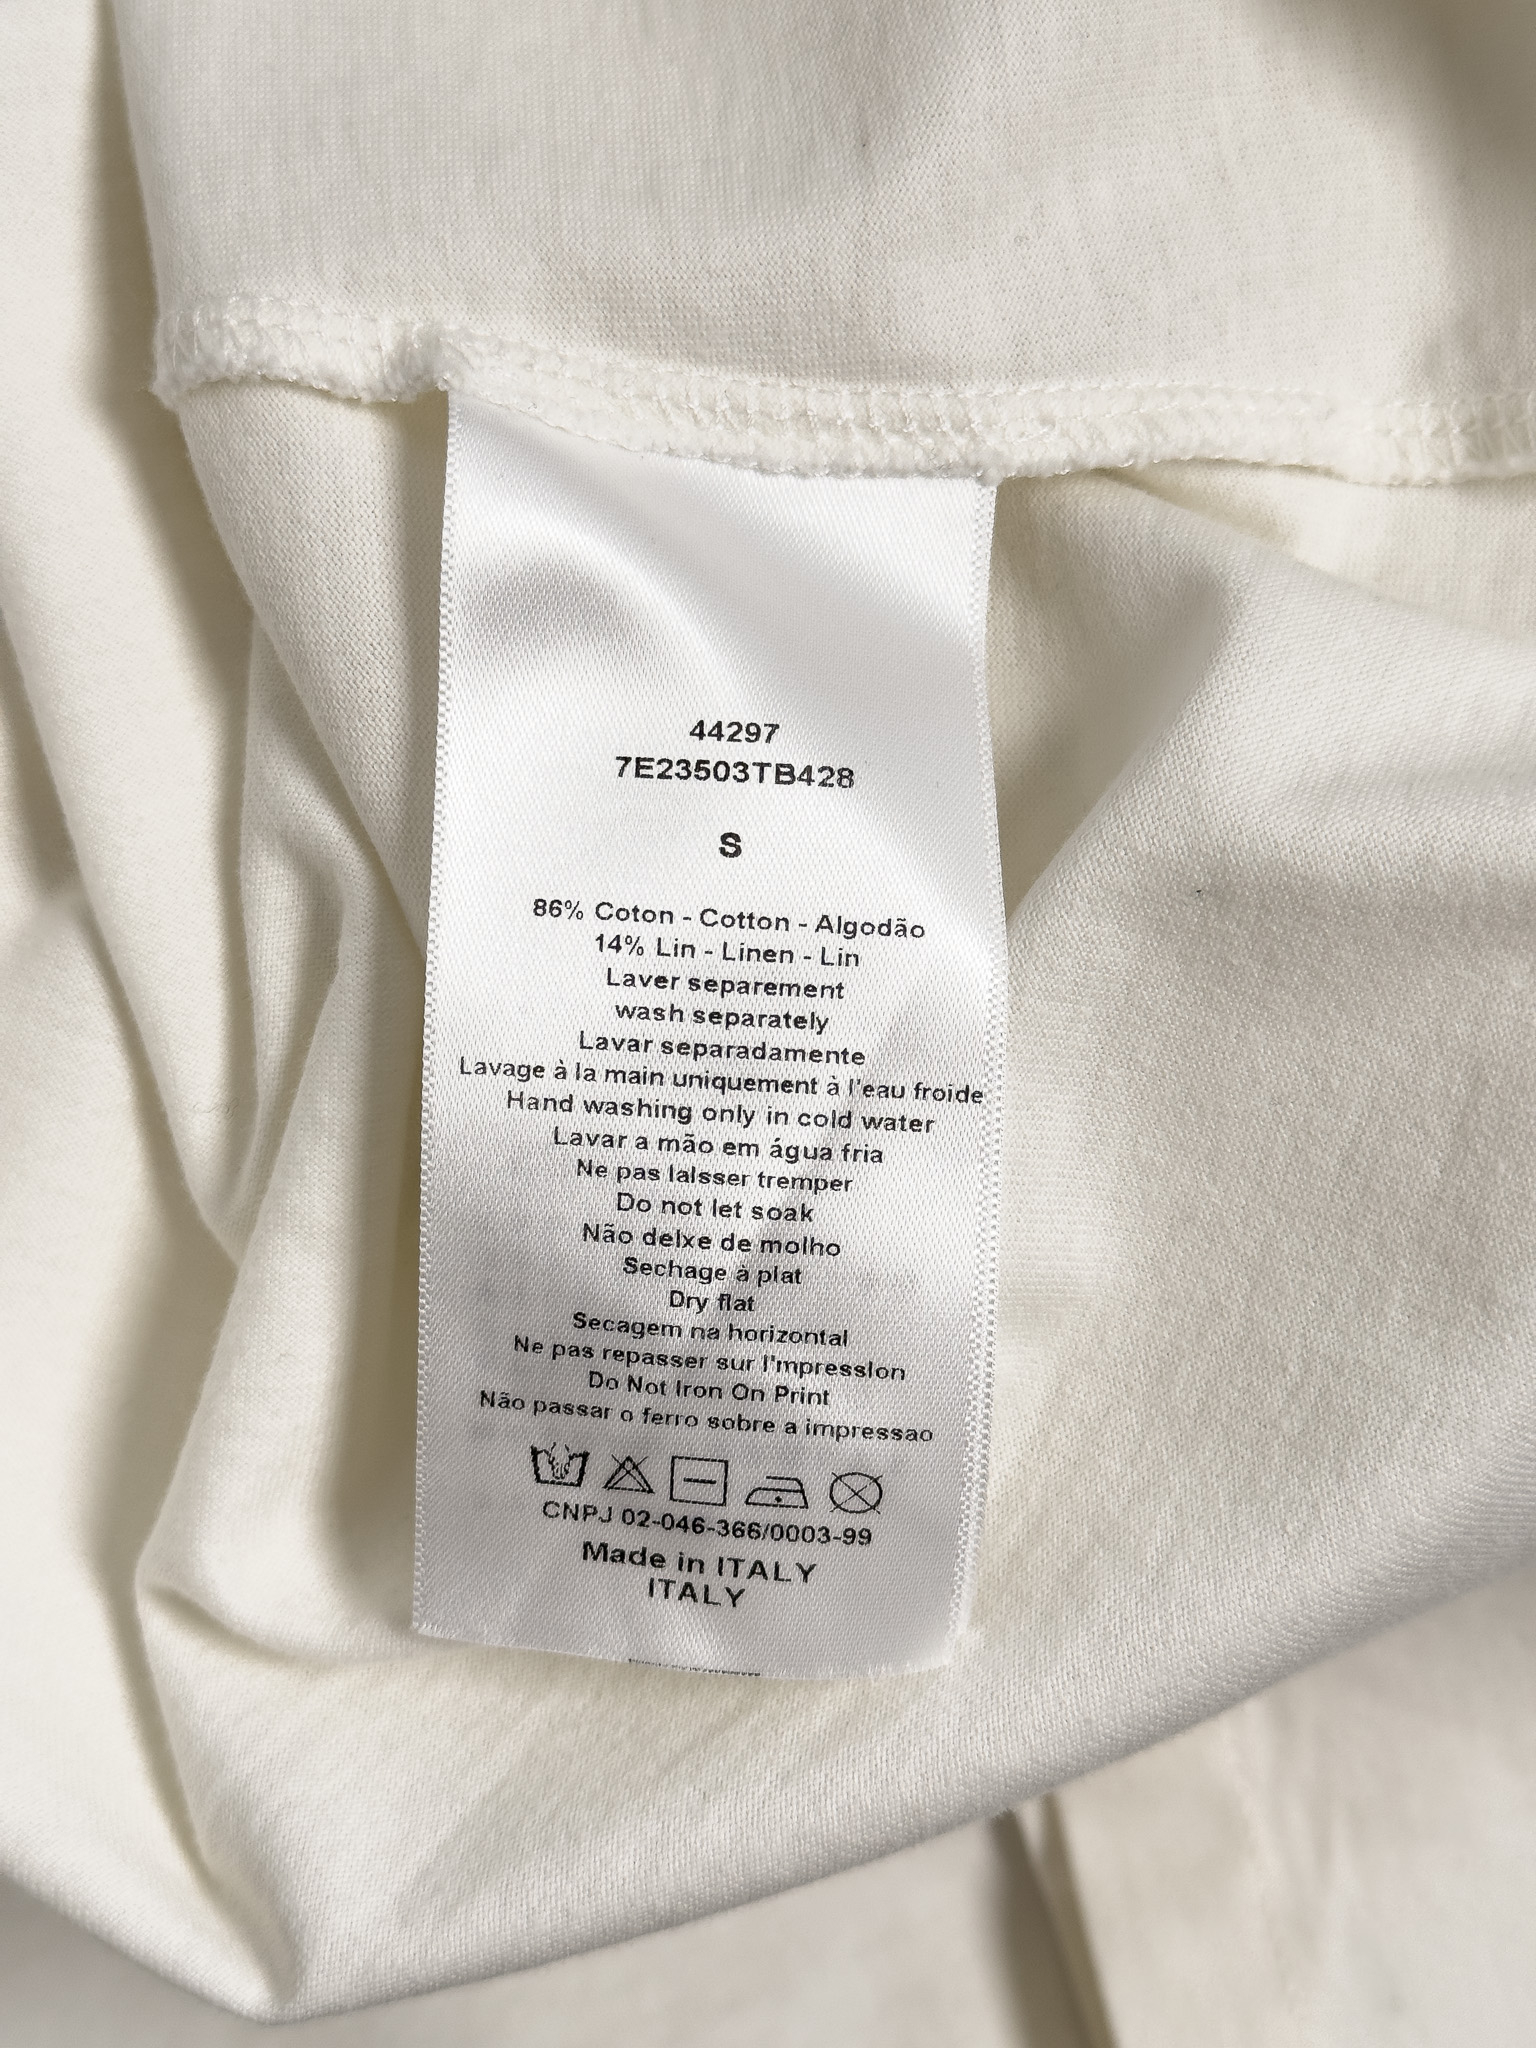 44297
7E23503TB428
S
86% Coton - Cotton - Algodão
14% Lin - Linen - Lin
Laver separement
wash separately
Lavar separadamente
Lavage à la main uniquement à l'eau froide
Hand washing only in cold water
Lavar a mão em água fria
Ne pas lalsser tremper
Do not let soak
Não delxe de molho
Sechage à plat
Dry flat
Secagem na horizontal
Ne pas repasser sur l'mpresslon
Do Not Iron On Print
Não passar o ferro sobre a impressao
CNPJ 02-046-366/0003-99
Made in ITALY
ITALY